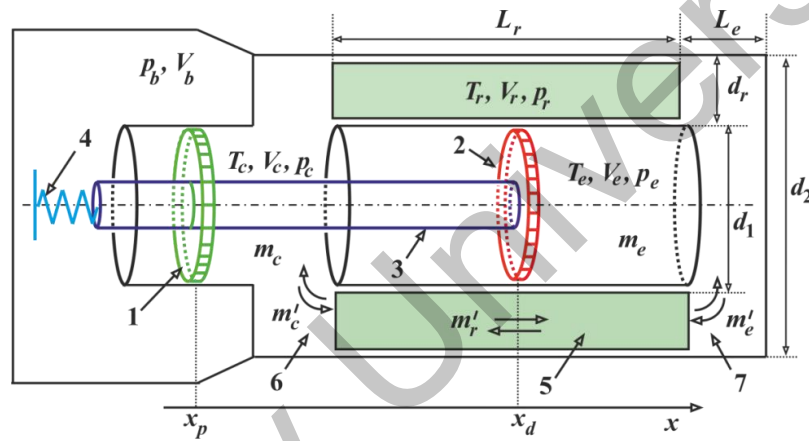 L_r
L_e
p_b, V_b
T_r, V_r, p_r
d_r
4
T_c, V_c, p_c
2
T_e, V_e, p_e
d_2
d_1
m_c
3
m_e
1
m'_c
m'_r
m'_e
6
5
7
x_p
x_d
x
y Univers